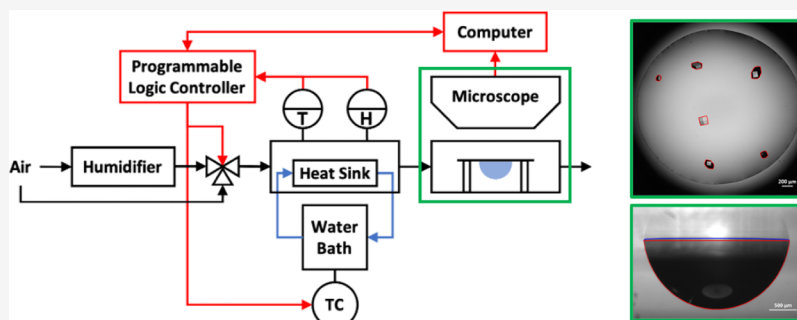 Computer
Programmable
Logic Controller
Microscope
T
H
Air
Humidifier
Heat Sink
Water
Bath
TC
200 µm
500 µm